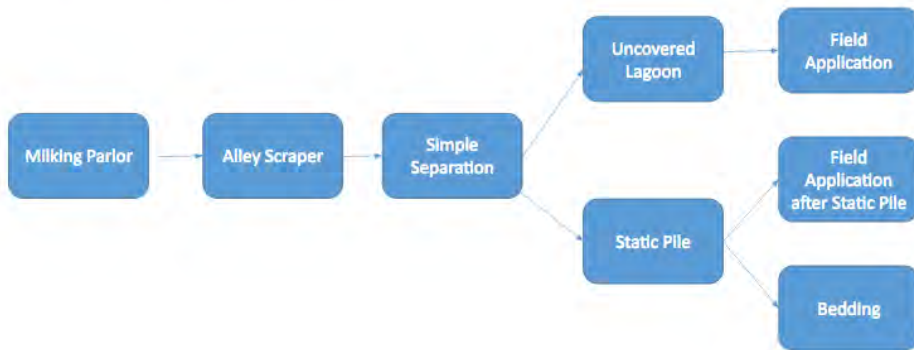 Milking Parlor
Alley Scraper
Simple
Separation
Uncovered
Lagoon
Field
Application
Static Pile
Field
Application
after Static Pile
Bedding